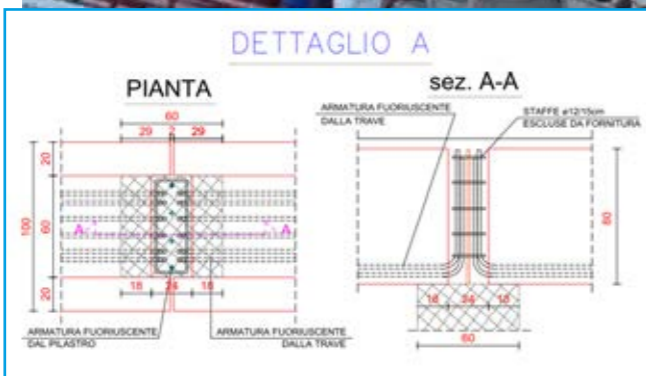 DETTAGLIO A
PIANTA
60
29 2 29
20
100
60
20
A
A
18 24 18
ARMATURA FUORIUSCENTE
DAL PILASTRO
ARMATURA FUORIUSCENTE
DALLA TRAVE
sez. A-A
ARMATURA FUORIUSCENTE
DALLA TRAVE
STAFFE ø12/15cm
ESCLUSE DA FORNITURA
80
18 24 18
60